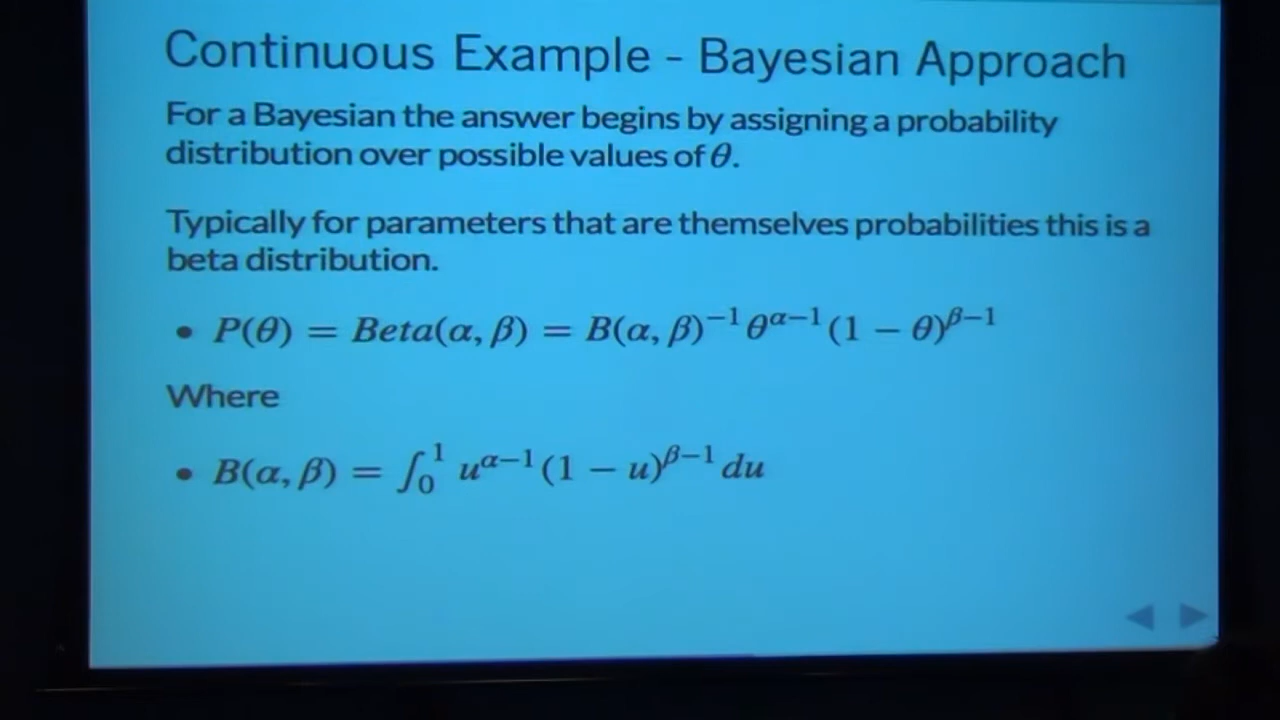 Continuous Example - Bayesian Approach
For a Bayesian the answer begins by assigning a probability
distribution over possible values of θ.
Typically for parameters that are themselves probabilities this is a
beta distribution.
• P(θ) = Beta(α, β) = B(α, β)⁻¹θᵅ⁻¹(1 − θ)ᵝ⁻¹
Where
• B(α, β) = ∫₀¹ uᵅ⁻¹(1 − u)ᵝ⁻¹ du